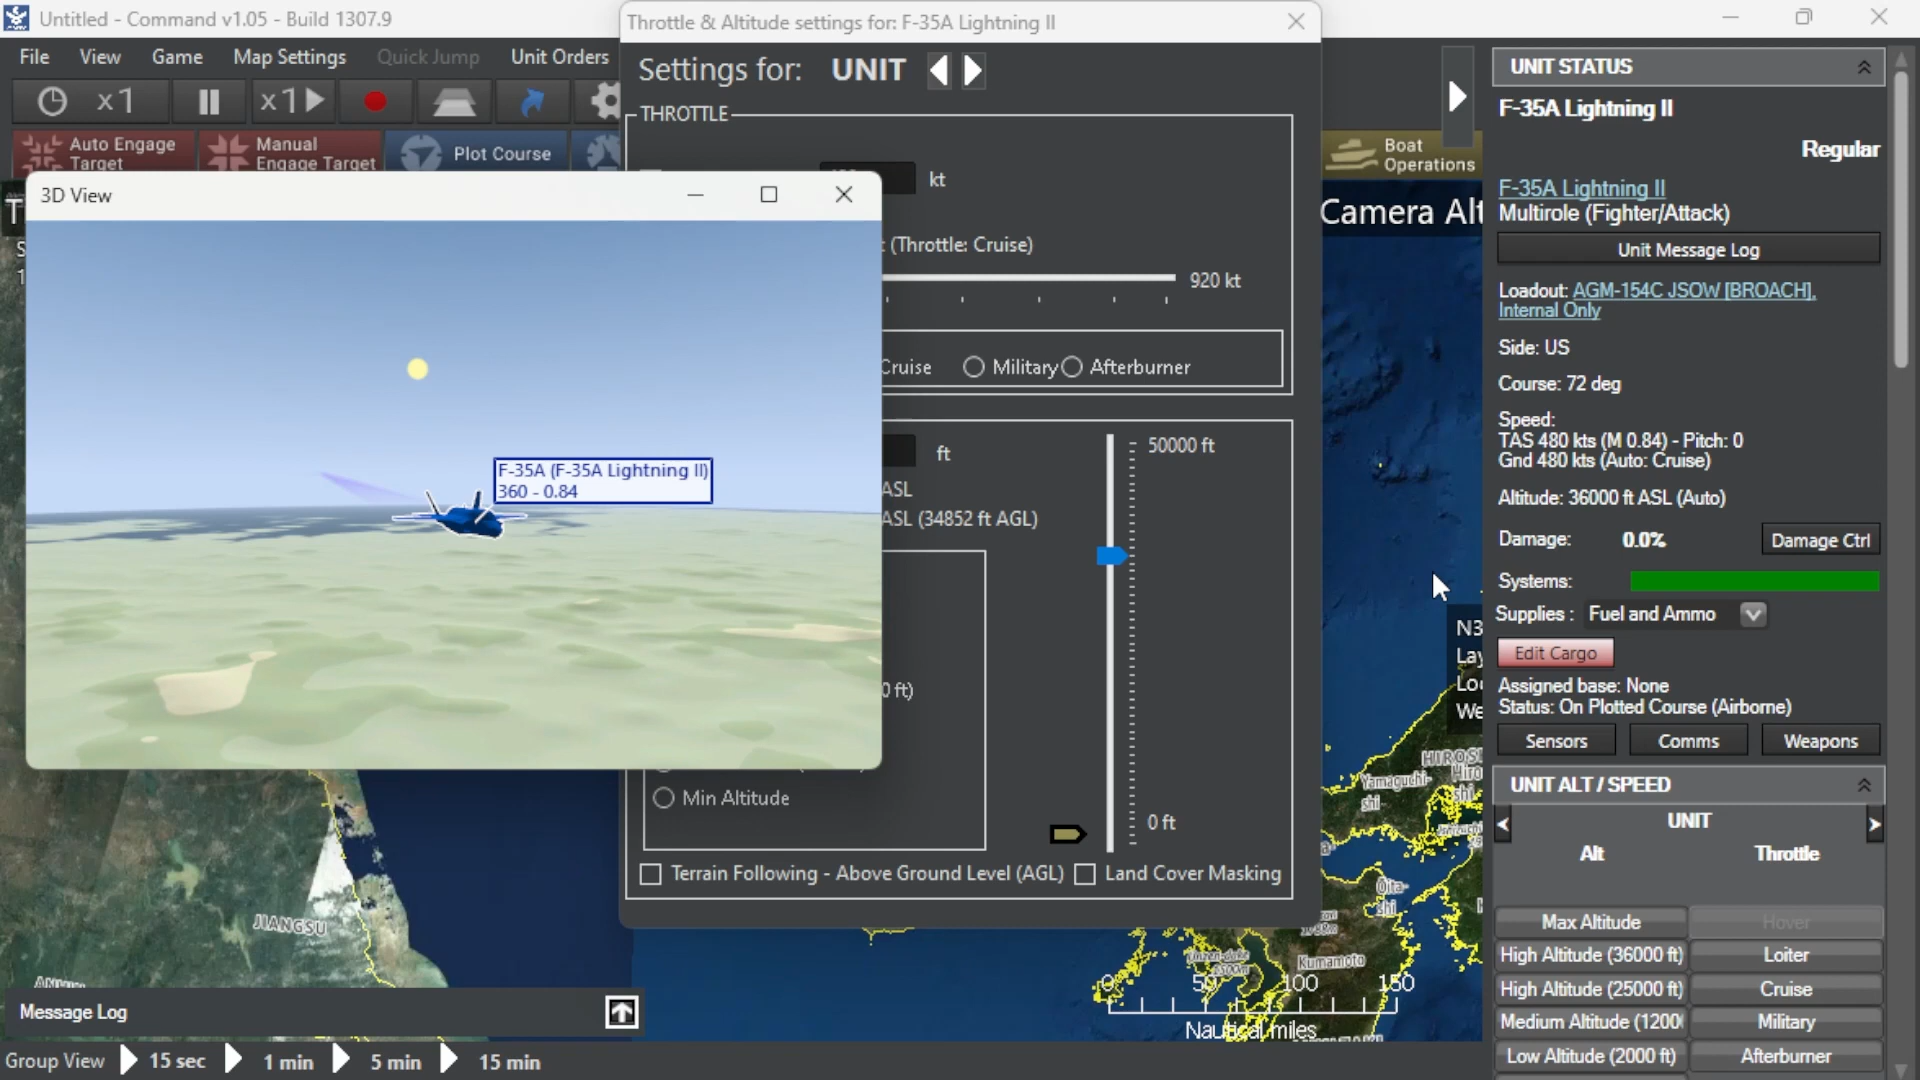 Untitled - Command v1.05 - Build 1307.9
File View Game Map Settings Quick Jump Unit Orders
x1 x1
Auto Engage Target
Manual Engage Target
Plot Course
Boat Operations
Throttle & Altitude settings for: F-35A Lightning II
Settings for: UNIT
THROTTLE
kt
(Throttle: Cruise)
920 kt
Cruise Military Afterburner
ft
50000 ft
ASL
ASL (34852 ft AGL)
0 ft)
Min Altitude
0 ft
Terrain Following - Above Ground Level (AGL) Land Cover Masking
3D View
F-35A (F-35A Lightning II)
360 - 0.84
Camera Alt
N3
Lay
We
HIROS
Yamaguchi-shi
Oita-shi
Kumamoto
JIANGSU
0 50 100 150
Nautical miles
Message Log
Group View 15 sec 1 min 5 min 15 min
UNIT STATUS
F-35A Lightning II
Regular
F-35A Lightning II
Multirole (Fighter/Attack)
Unit Message Log
Loadout: AGM-154C JSOW [BROACH],
Internal Only
Side: US
Course: 72 deg
Speed:
TAS 480 kts (M 0.84) - Pitch: 0
Gnd 480 kts (Auto: Cruise)
Altitude: 36000 ft ASL (Auto)
Damage: 0.0% Damage Ctrl
Systems:
Supplies : Fuel and Ammo
Edit Cargo
Assigned base: None
Status: On Plotted Course (Airborne)
Sensors Comms Weapons
UNIT ALT / SPEED
UNIT
Alt Throttle
Max Altitude Hover
High Altitude (36000 ft) Loiter
High Altitude (25000 ft) Cruise
Medium Altitude (1200 Military
Low Altitude (2000 ft) Afterburner